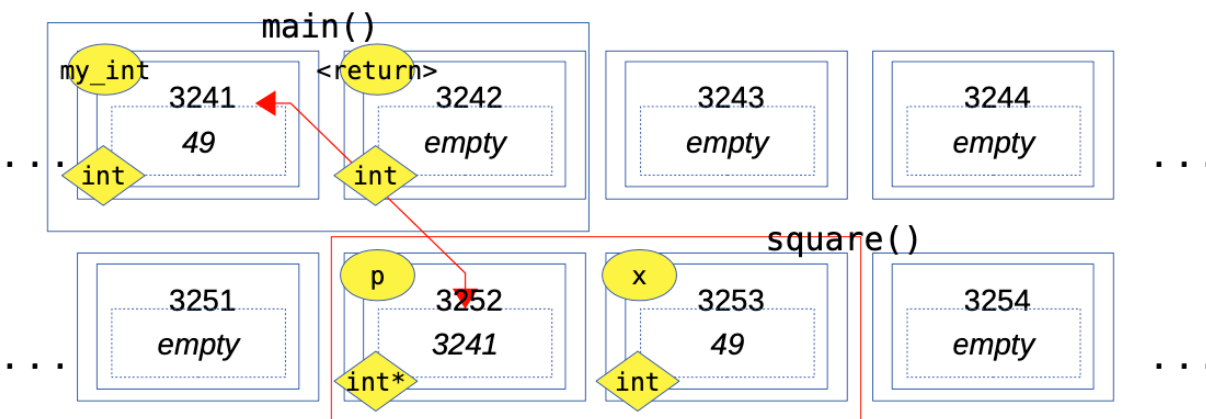 main()
my_int <return>
3241 3242 3243 3244
... 49 empty empty empty ...
int int
square()
p x
3251 3252 3253 3254
... empty 3241 49 empty ...
int* int